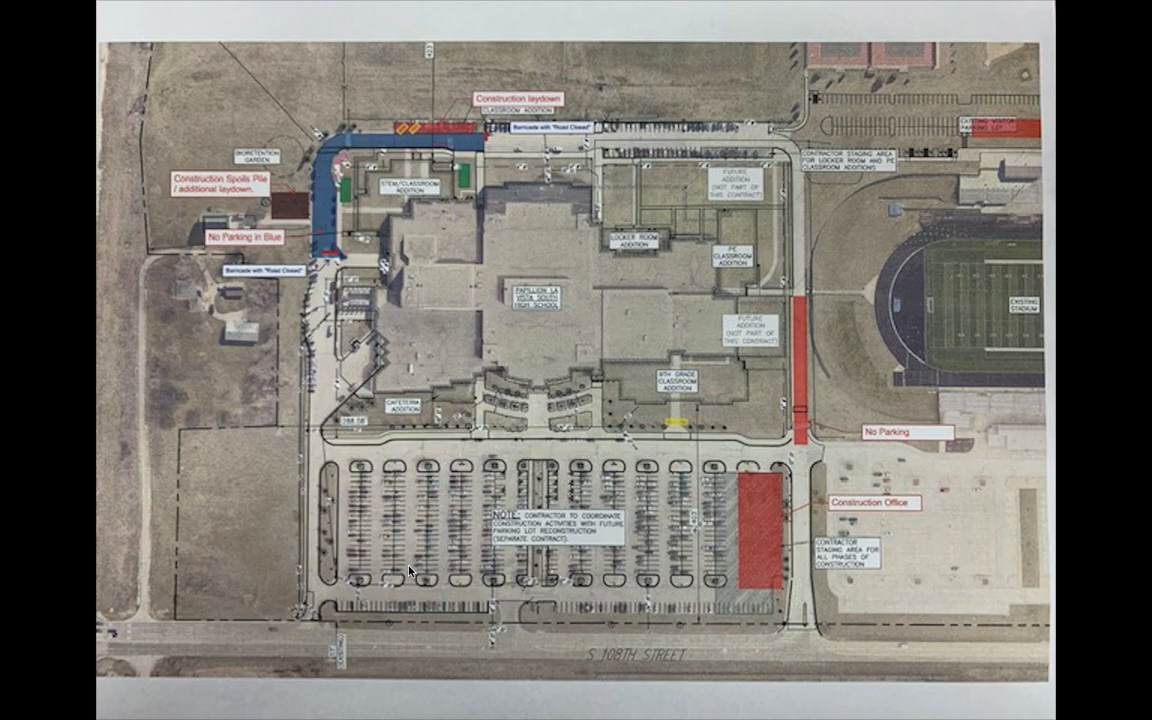 Construction laydown
CLASSROOM ADDITION
Barricade with "Road Closed"
EXISTING VISITOR
PARKING LOT
BIORETENTION
GARDEN
CONTRACTOR STAGING AREA
FOR LOCKER ROOM AND PE
CLASSROOM ADDITIONS
Construction Spoils Pile
/ additional laydown.
STEM/CLASSROOM
ADDITION
FUTURE
ADDITION
(NOT PART OF
THIS CONTRACT)
No Parking in Blue
LOCKER ROOM
ADDITION
PE
CLASSROOM
ADDITION
Barricade with "Road Closed"
PAPILLION LA
VISTA SOUTH
HIGH SCHOOL
EXISTING
STADIUM
FUTURE
ADDITION
(NOT PART OF
THIS CONTRACT)
9TH GRADE
CLASSROOM
ADDITION
CAFETERIA
ADDITION
No Parking
Construction Office
NOTE: CONTRACTOR TO COORDINATE
CONSTRUCTION ACTIVITIES WITH FUTURE
PARKING LOT RECONSTRUCTION
(SEPARATE CONTRACT).
CONTRACTOR
STAGING AREA FOR
ALL PHASES OF
CONSTRUCTION
S 108TH STREET